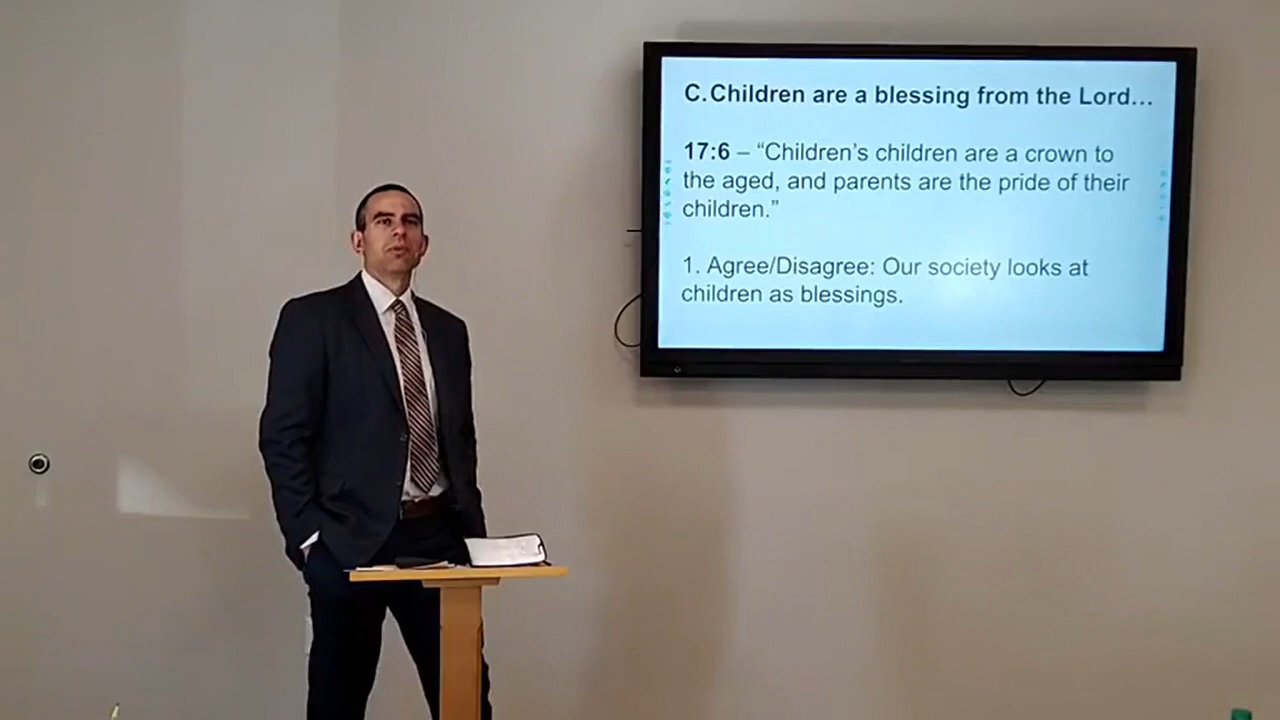 C. Children are a blessing from the Lord...
17:6 – “Children’s children are a crown to
the aged, and parents are the pride of their
children.”
1. Agree/Disagree: Our society looks at
children as blessings.